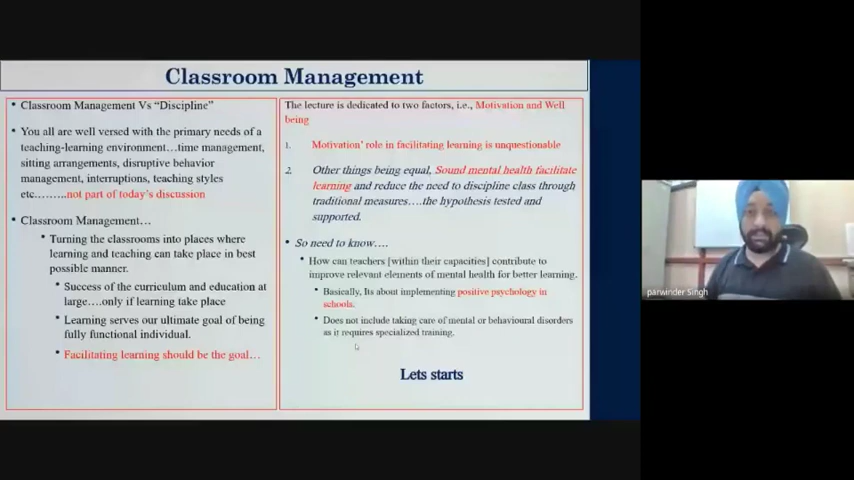 Classroom Management
• Classroom Management Vs “Discipline”
• You all are well versed with the primary needs of a
teaching-learning environment…time management,
sitting arrangements, disruptive behavior
management, interruptions, teaching styles
etc………not part of today’s discussion
• Classroom Management…
• Turning the classrooms into places where
learning and teaching can take place in best
possible manner.
• Success of the curriculum and education at
large….only if learning take place
• Learning serves our ultimate goal of being
fully functional individual.
• Facilitating learning should be the goal…
The lecture is dedicated to two factors, i.e., Motivation and Well
being
1. Motivation’ role in facilitating learning is unquestionable
2. Other things being equal, Sound mental health facilitate
learning and reduce the need to discipline class through
traditional measures….the hypothesis tested and
supported.
• So need to know….
• How can teachers [within their capacities] contribute to
improve relevant elements of mental health for better learning.
• Basically, Its about implementing positive psychology in
schools.
• Does not include taking care of mental or behavioural disorders
as it requires specialized training.
Lets starts
parwinder Singh